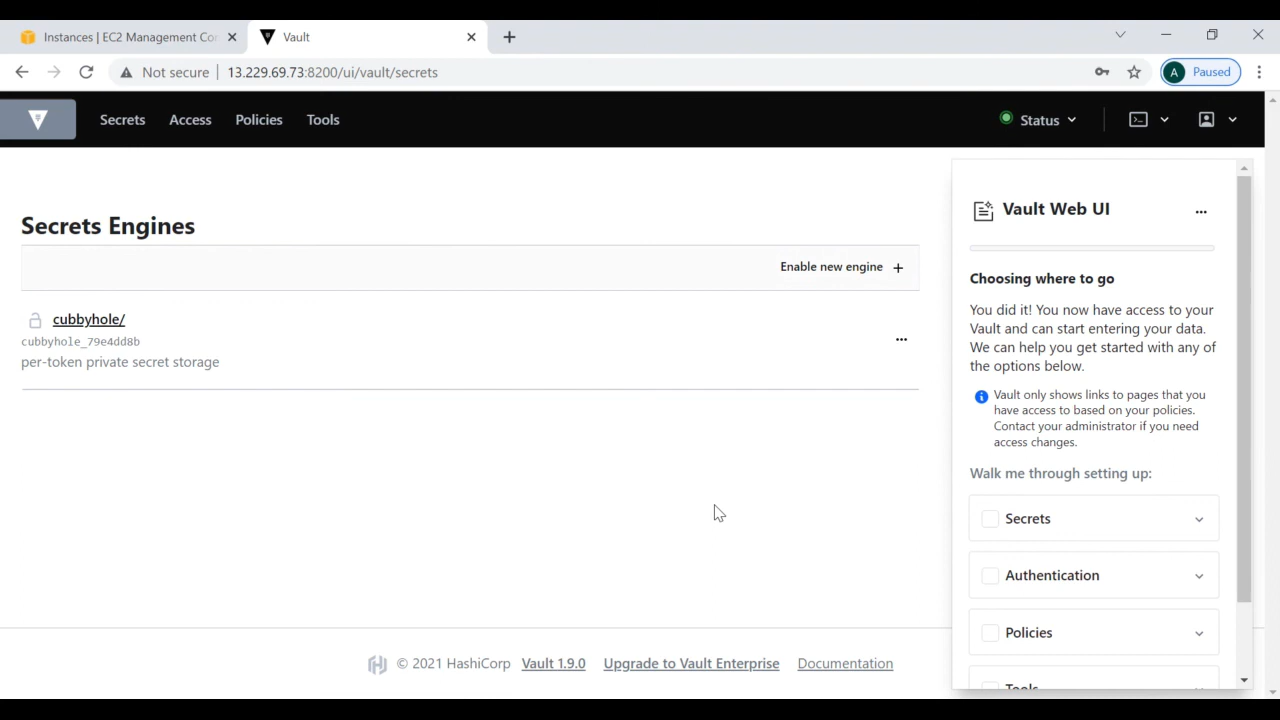 Instances | EC2 Management Con
Vault
Not secure
13.229.69.73:8200/ui/vault/secrets
A
Paused
Secrets
Access
Policies
Tools
Status
Secrets Engines
Enable new engine +
cubbyhole/
cubbyhole_79e4dd8b
per-token private secret storage
Vault Web UI
Choosing where to go
You did it! You now have access to your
Vault and can start entering your data.
We can help you get started with any of
the options below.
Vault only shows links to pages that you
have access to based on your policies.
Contact your administrator if you need
access changes.
Walk me through setting up:
Secrets
Authentication
Policies
Tools
© 2021 HashiCorp Vault 1.9.0 Upgrade to Vault Enterprise Documentation